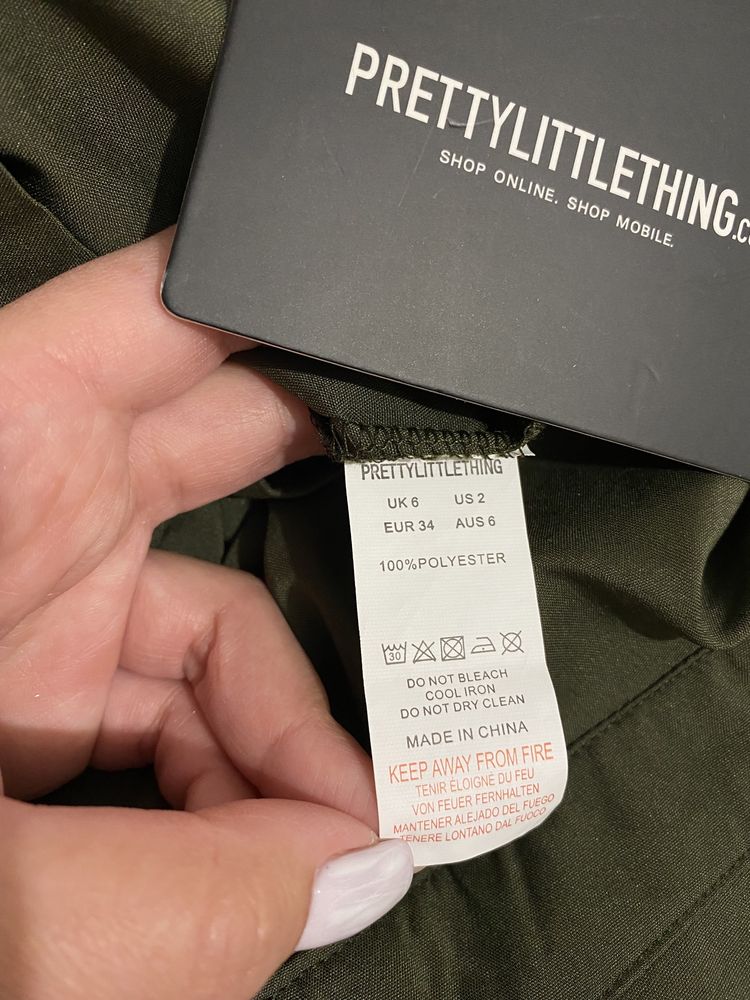 PRETTYLITTLETHING
SHOP ONLINE. SHOP MOBILE.
PRETTYLITTLETHING
UK 6 US 2
EUR 34 AUS 6
100%POLYESTER
30
DO NOT BLEACH
COOL IRON
DO NOT DRY CLEAN
MADE IN CHINA
KEEP AWAY FROM FIRE
TENIR ÉLOIGNÉ DU FEU
VON FEUER FERNHALTEN
MANTENER ALEJADO DEL FUEGO
TENERE LONTANO DAL FUOCO